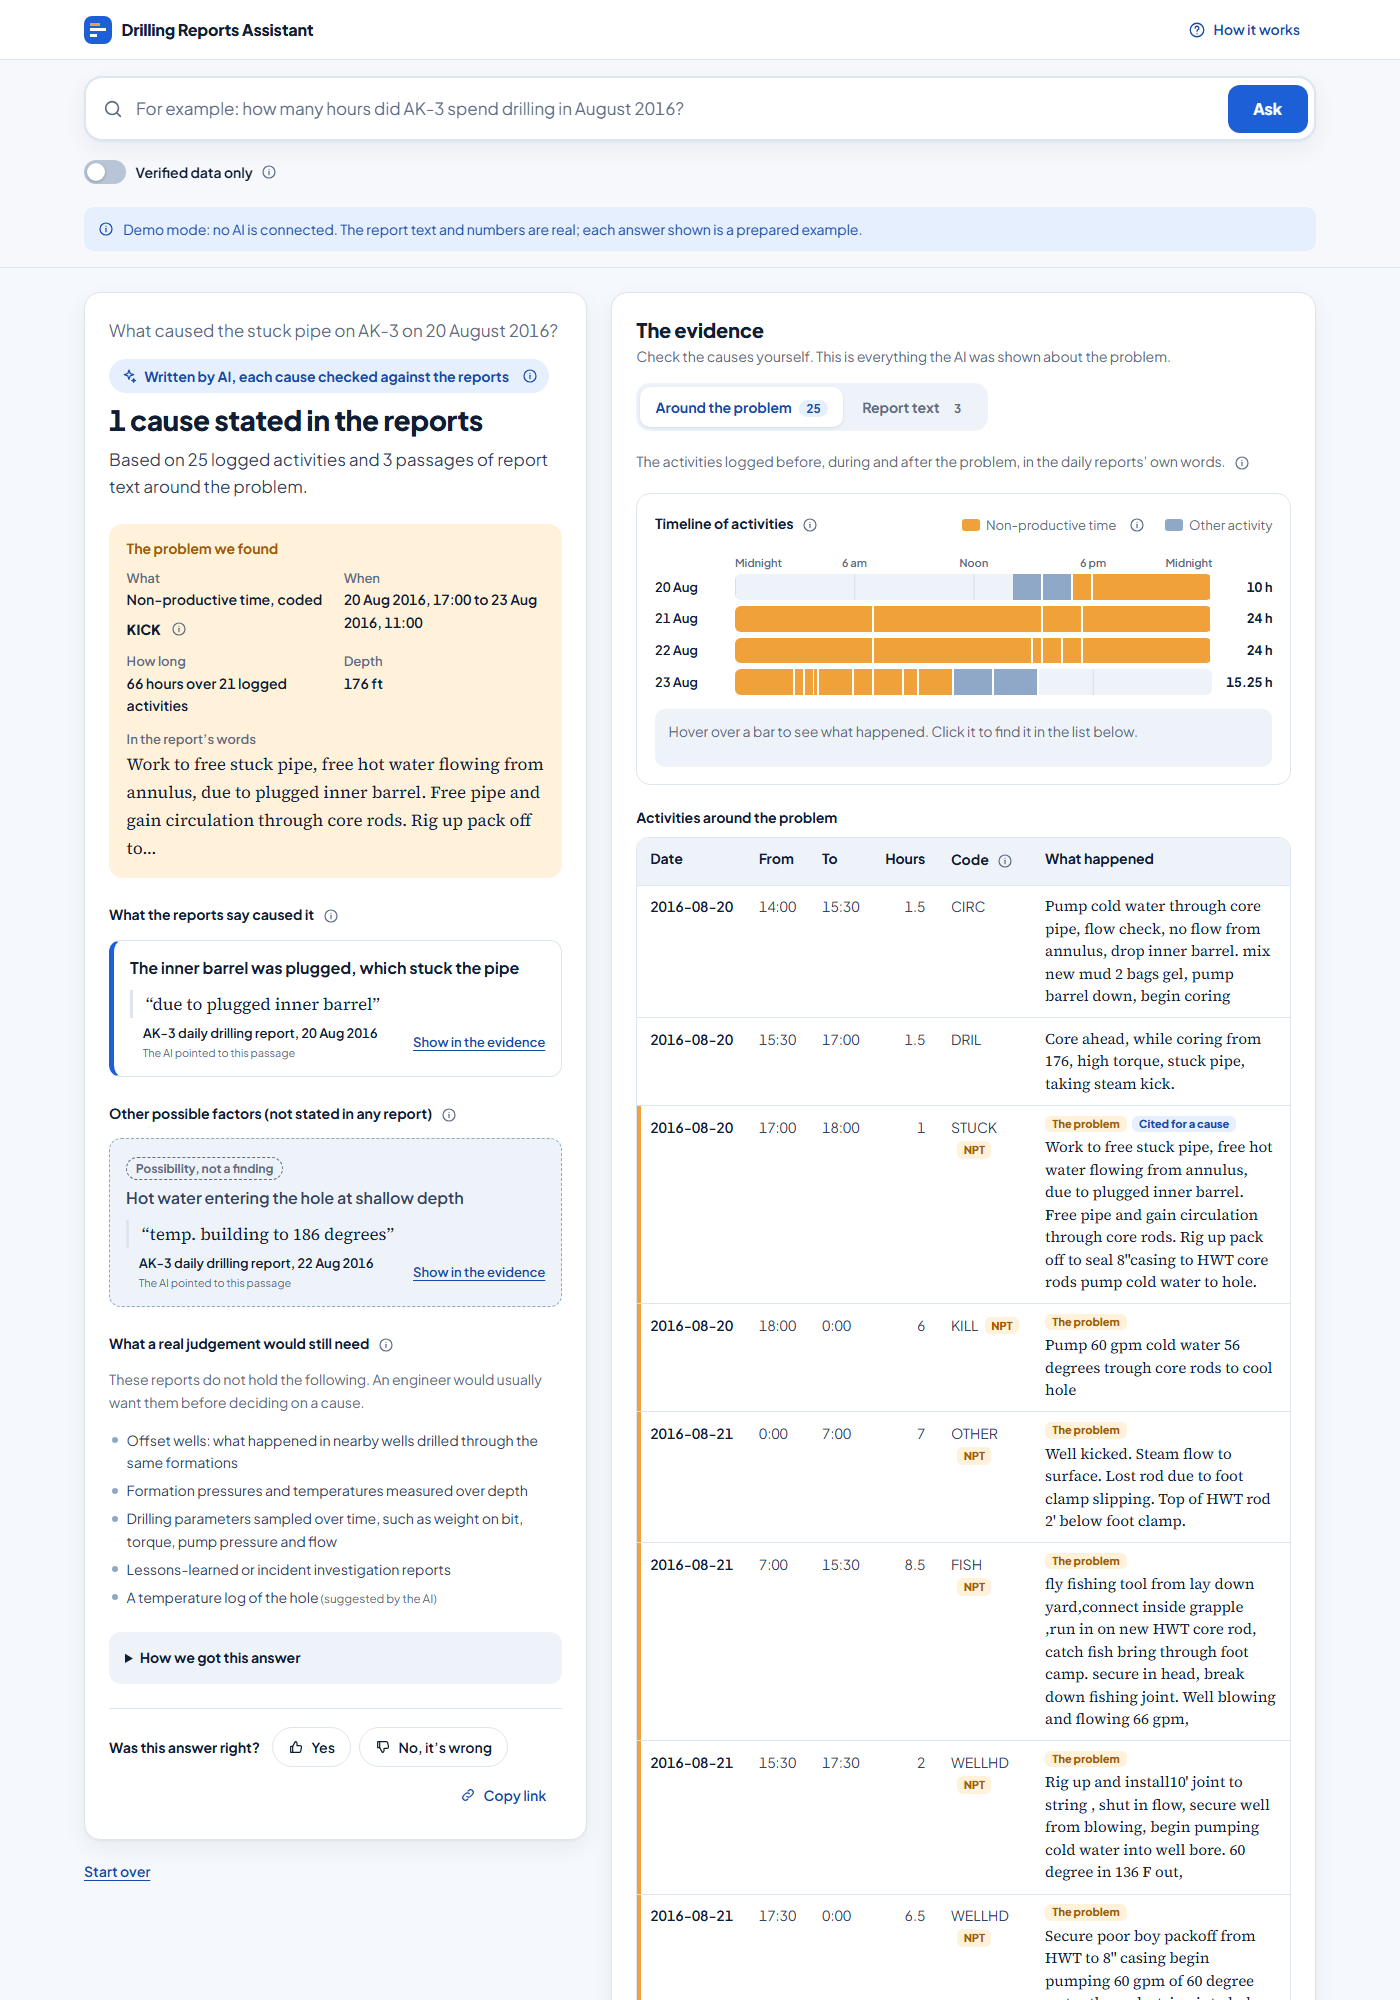 Drilling Reports Assistant
How it works
For example: how many hours did AK-3 spend drilling in August 2016?
Ask
Verified data only
Demo mode: no AI is connected. The report text and numbers are real; each answer shown is a prepared example.
What caused the stuck pipe on AK-3 on 20 August 2016?
Written by AI, each cause checked against the reports
1 cause stated in the reports
Based on 25 logged activities and 3 passages of report
text around the problem.
The problem we found
What
Non-productive time, coded
KICK
When
20 Aug 2016, 17:00 to 23 Aug
2016, 11:00
How long
66 hours over 21 logged
activities
Depth
176 ft
In the report's words
Work to free stuck pipe, free hot water flowing from
annulus, due to plugged inner barrel. Free pipe and
gain circulation through core rods. Rig up pack off
to...
What the reports say caused it
The inner barrel was plugged, which stuck the pipe
“due to plugged inner barrel”
AK-3 daily drilling report, 20 Aug 2016
The AI pointed to this passage
Show in the evidence
Other possible factors (not stated in any report)
Possibility, not a finding
Hot water entering the hole at shallow depth
“temp. building to 186 degrees”
AK-3 daily drilling report, 22 Aug 2016
The AI pointed to this passage
Show in the evidence
What a real judgement would still need
These reports do not hold the following. An engineer would usually
want them before deciding on a cause.
Offset wells: what happened in nearby wells drilled through the
same formations
Formation pressures and temperatures measured over depth
Drilling parameters sampled over time, such as weight on bit,
torque, pump pressure and flow
Lessons-learned or incident investigation reports
A temperature log of the hole (suggested by the AI)
How we got this answer
Was this answer right?
Yes
No, it's wrong
Copy link
Start over
The evidence
Check the causes yourself. This is everything the AI was shown about the problem.
Around the problem 25
Report text 3
The activities logged before, during and after the problem, in the daily reports' own words.
Timeline of activities
Non-productive time
Other activity
Midnight 6 am Noon 6 pm Midnight
20 Aug 10 h
21 Aug 24 h
22 Aug 24 h
23 Aug 15.25 h
Hover over a bar to see what happened. Click it to find it in the list below.
Activities around the problem
Date From To Hours Code What happened
2016-08-20 14:00 15:30 1.5 CIRC Pump cold water through core
pipe, flow check, no flow from
annulus, drop inner barrel. mix
new mud 2 bags gel, pump
barrel down, begin coring
2016-08-20 15:30 17:00 1.5 DRIL Core ahead, while coring from
176, high torque, stuck pipe,
taking steam kick.
The problem Cited for a cause
2016-08-20 17:00 18:00 1 STUCK NPT
Work to free stuck pipe, free hot
water flowing from annulus,
due to plugged inner barrel.
Free pipe and gain circulation
through core rods. Rig up pack
off to seal 8"casing to HWT core
rods pump cold water to hole.
The problem
2016-08-20 18:00 0:00 6 KILL NPT
Pump 60 gpm cold water 56
degrees trough core rods to cool
hole
The problem
2016-08-21 0:00 7:00 7 OTHER NPT
Well kicked. Steam flow to
surface. Lost rod due to foot
clamp slipping. Top of HWT rod
2' below foot clamp.
The problem
2016-08-21 7:00 15:30 8.5 FISH NPT
fly fishing tool from lay down
yard,connect inside grapple
,run in on new HWT core rod,
catch fish bring through foot
camp. secure in head, break
down fishing joint. Well blowing
and flowing 66 gpm,
The problem
2016-08-21 15:30 17:30 2 WELLHD NPT
Rig up and install10' joint to
string , shut in flow, secure well
from blowing, begin pumping
cold water into well bore. 60
degree in 136 F out,
The problem
2016-08-21 17:30 0:00 6.5 WELLHD NPT
Secure poor boy packoff from
HWT to 8" casing begin
pumping 60 gpm of 60 degree